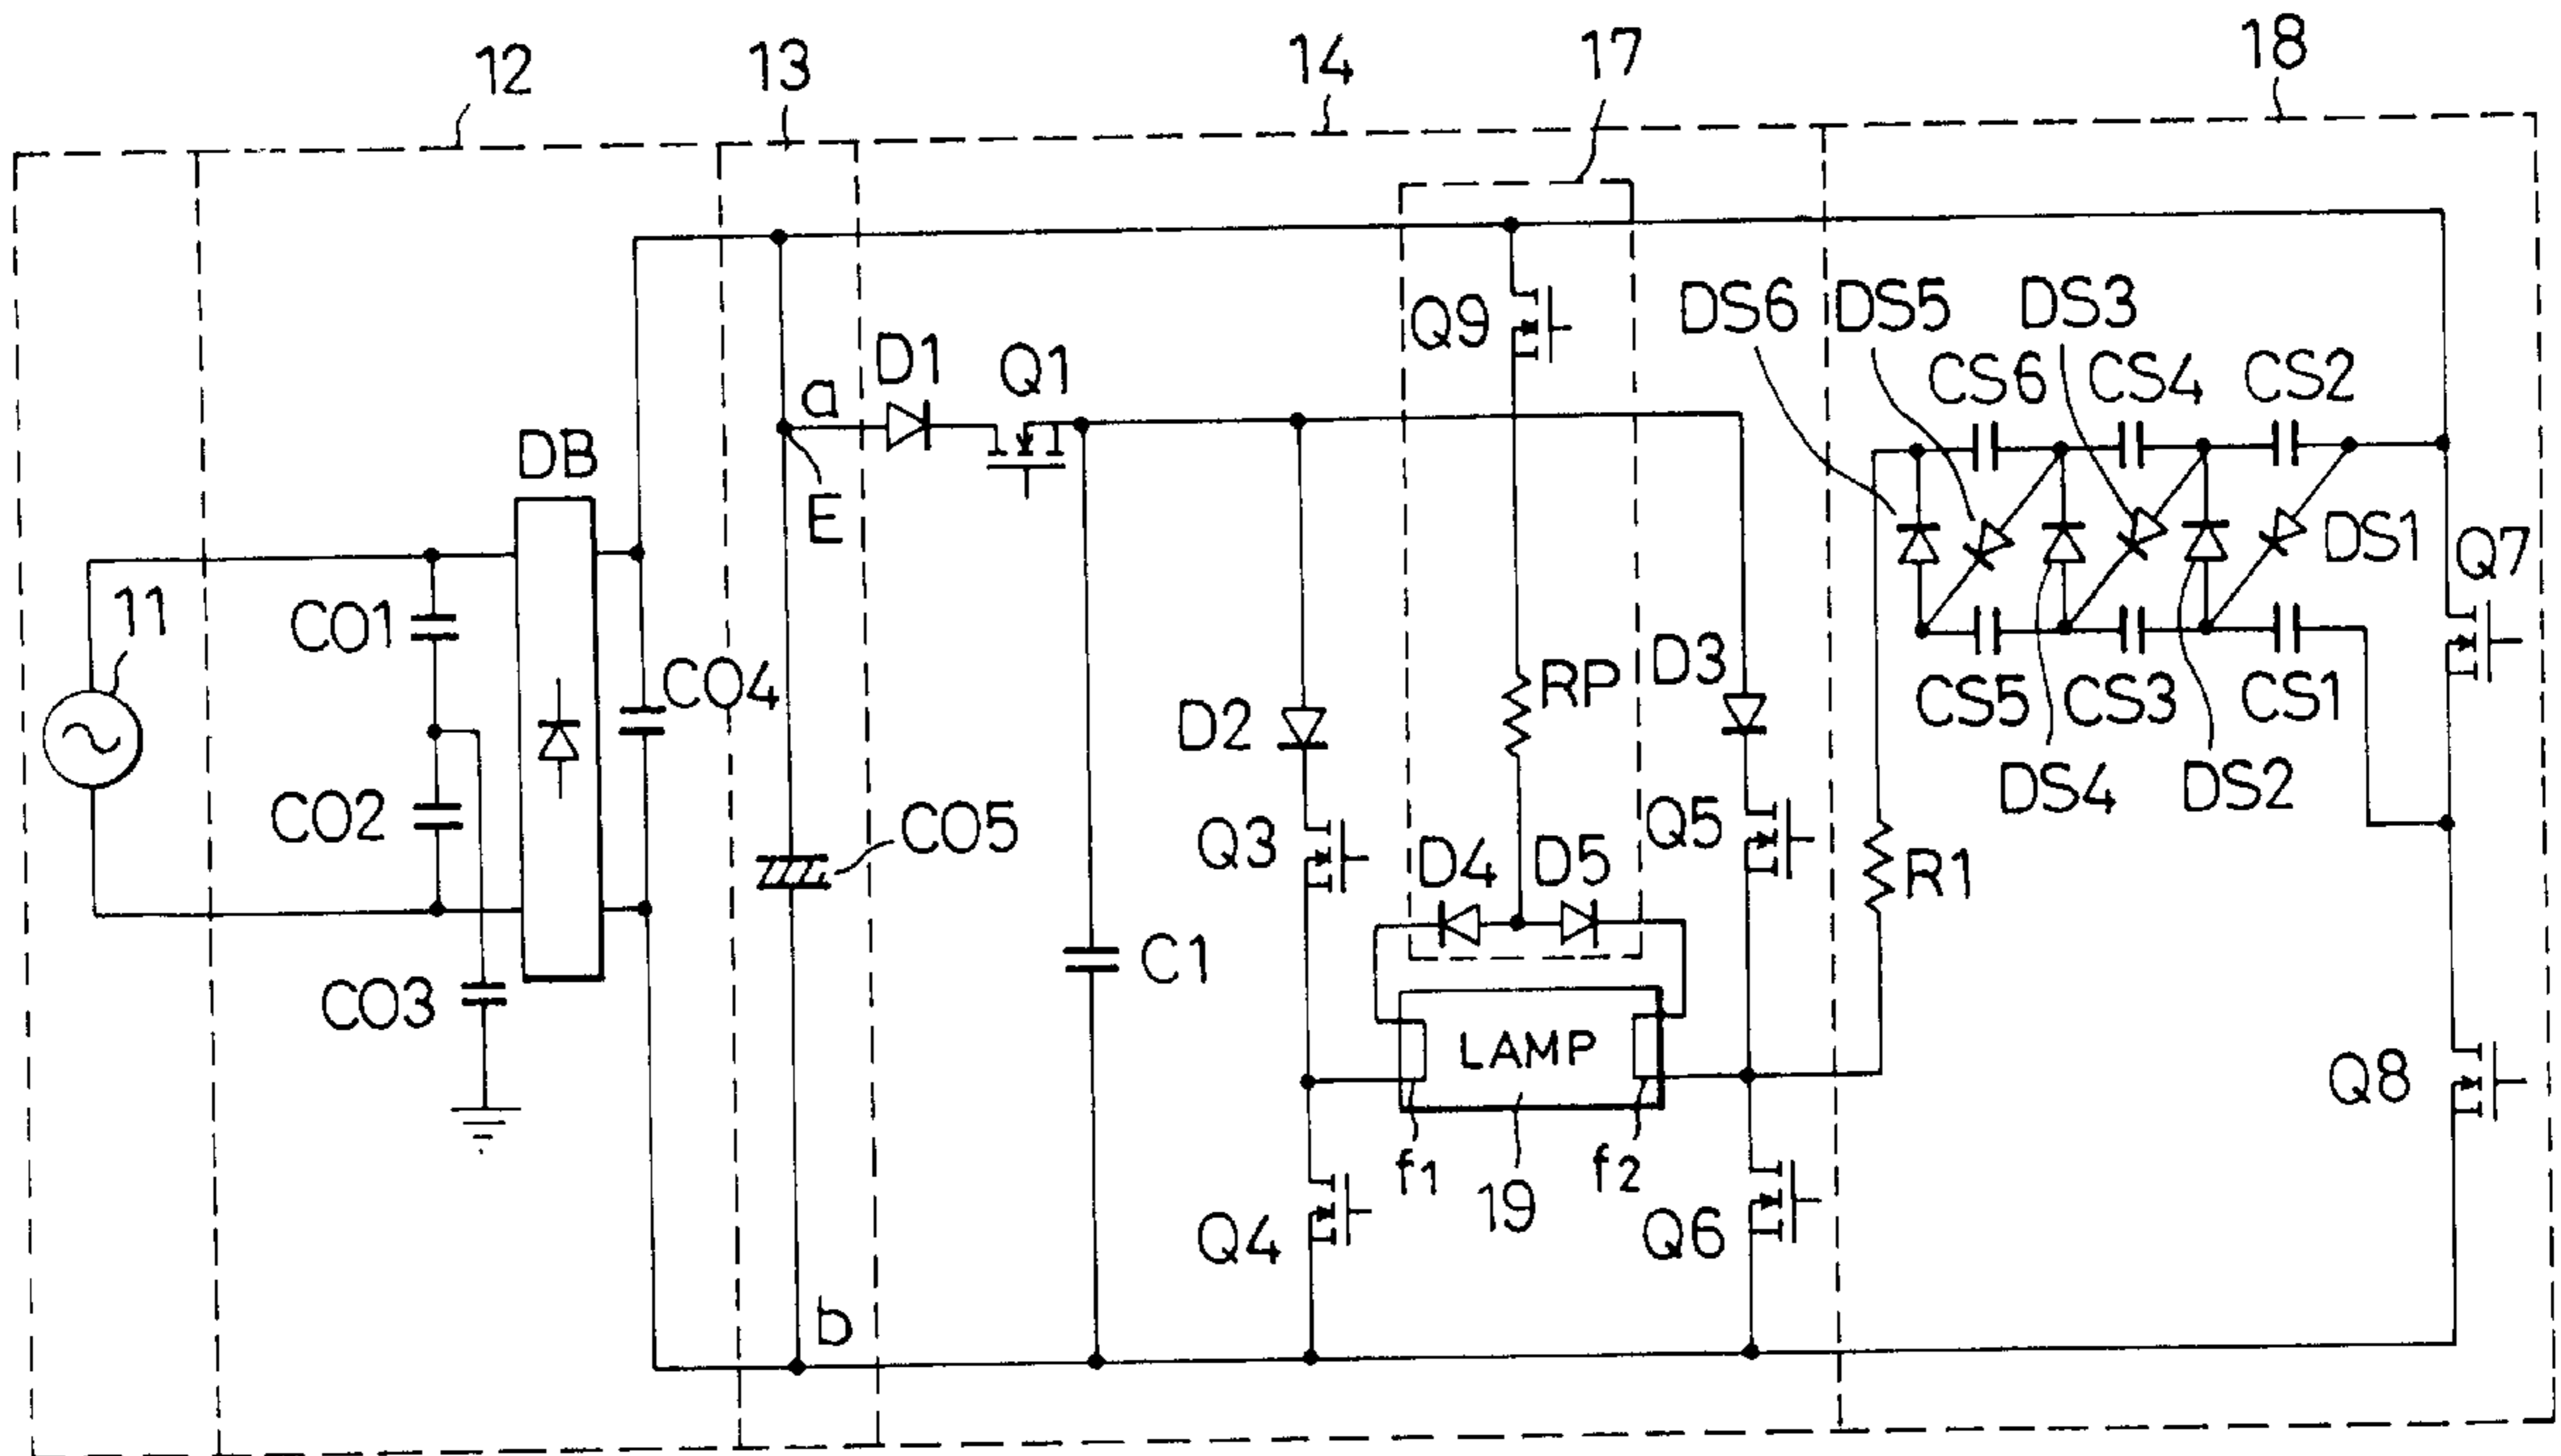 12
13
14
17
18
11
CO1
CO2
CO3
DB
CO4
a
E
D1
Q1
CO5
b
C1
D2
Q3
Q4
Q9
RP
D4
D5
LAMP
f1
19
f2
D3
Q5
Q6
R1
DS6
DS5
DS3
CS6
CS4
CS2
DS1
CS5
CS3
CS1
DS4
DS2
Q7
Q8